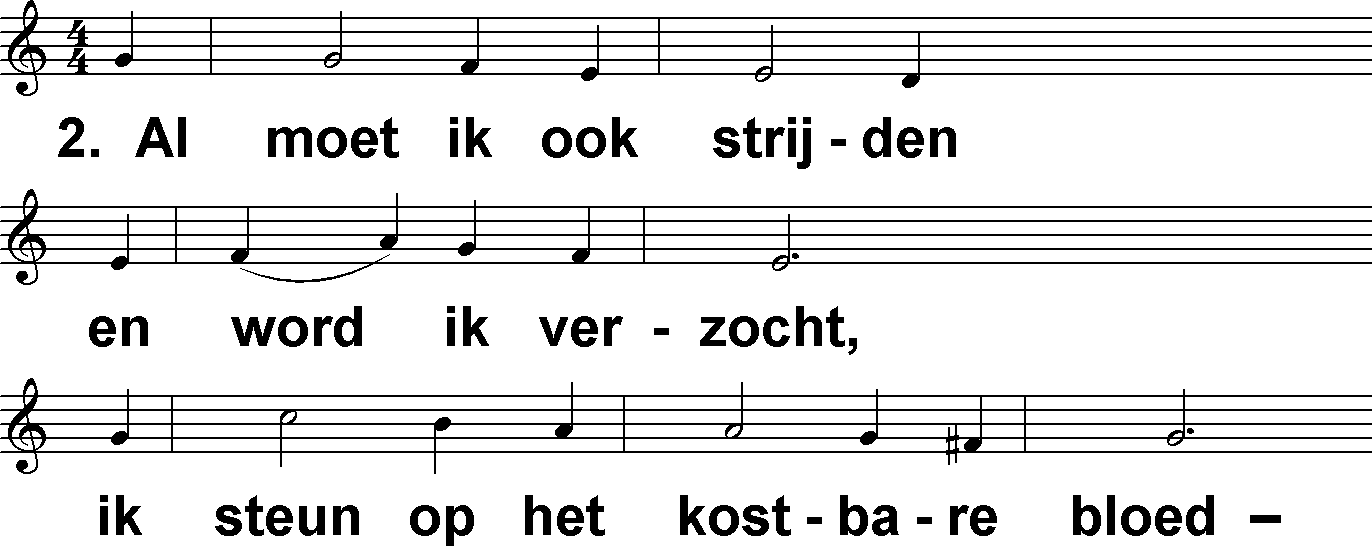 2. Al moet ik ook strij - den
en word ik ver - zocht,
ik steun op het kost - ba - re bloed –